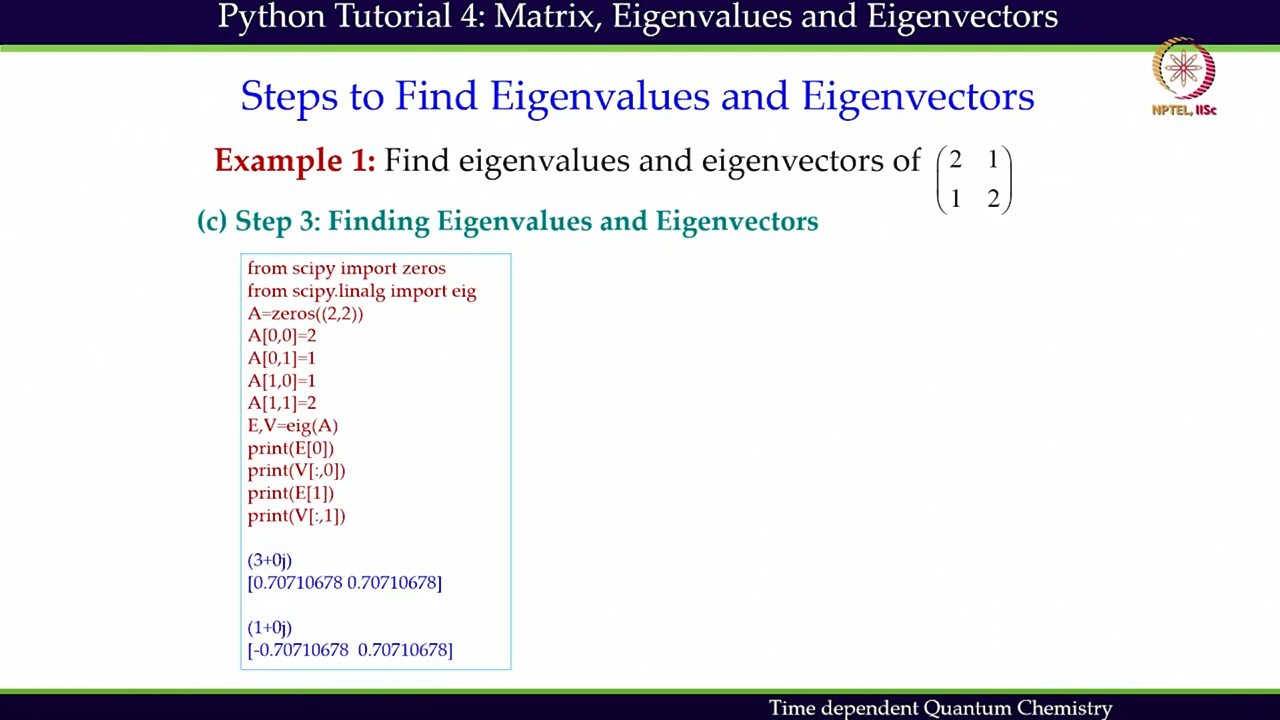 Python Tutorial 4: Matrix, Eigenvalues and Eigenvectors
NPTEL, IISc
Steps to Find Eigenvalues and Eigenvectors
Example 1: Find eigenvalues and eigenvectors of
2 1
1 2
(c) Step 3: Finding Eigenvalues and Eigenvectors
from scipy import zeros
from scipy.linalg import eig
A=zeros((2,2))
A[0,0]=2
A[0,1]=1
A[1,0]=1
A[1,1]=2
E,V=eig(A)
print(E[0])
print(V[:,0])
print(E[1])
print(V[:,1])
(3+0j)
[0.70710678 0.70710678]
(1+0j)
[-0.70710678 0.70710678]
Time dependent Quantum Chemistry